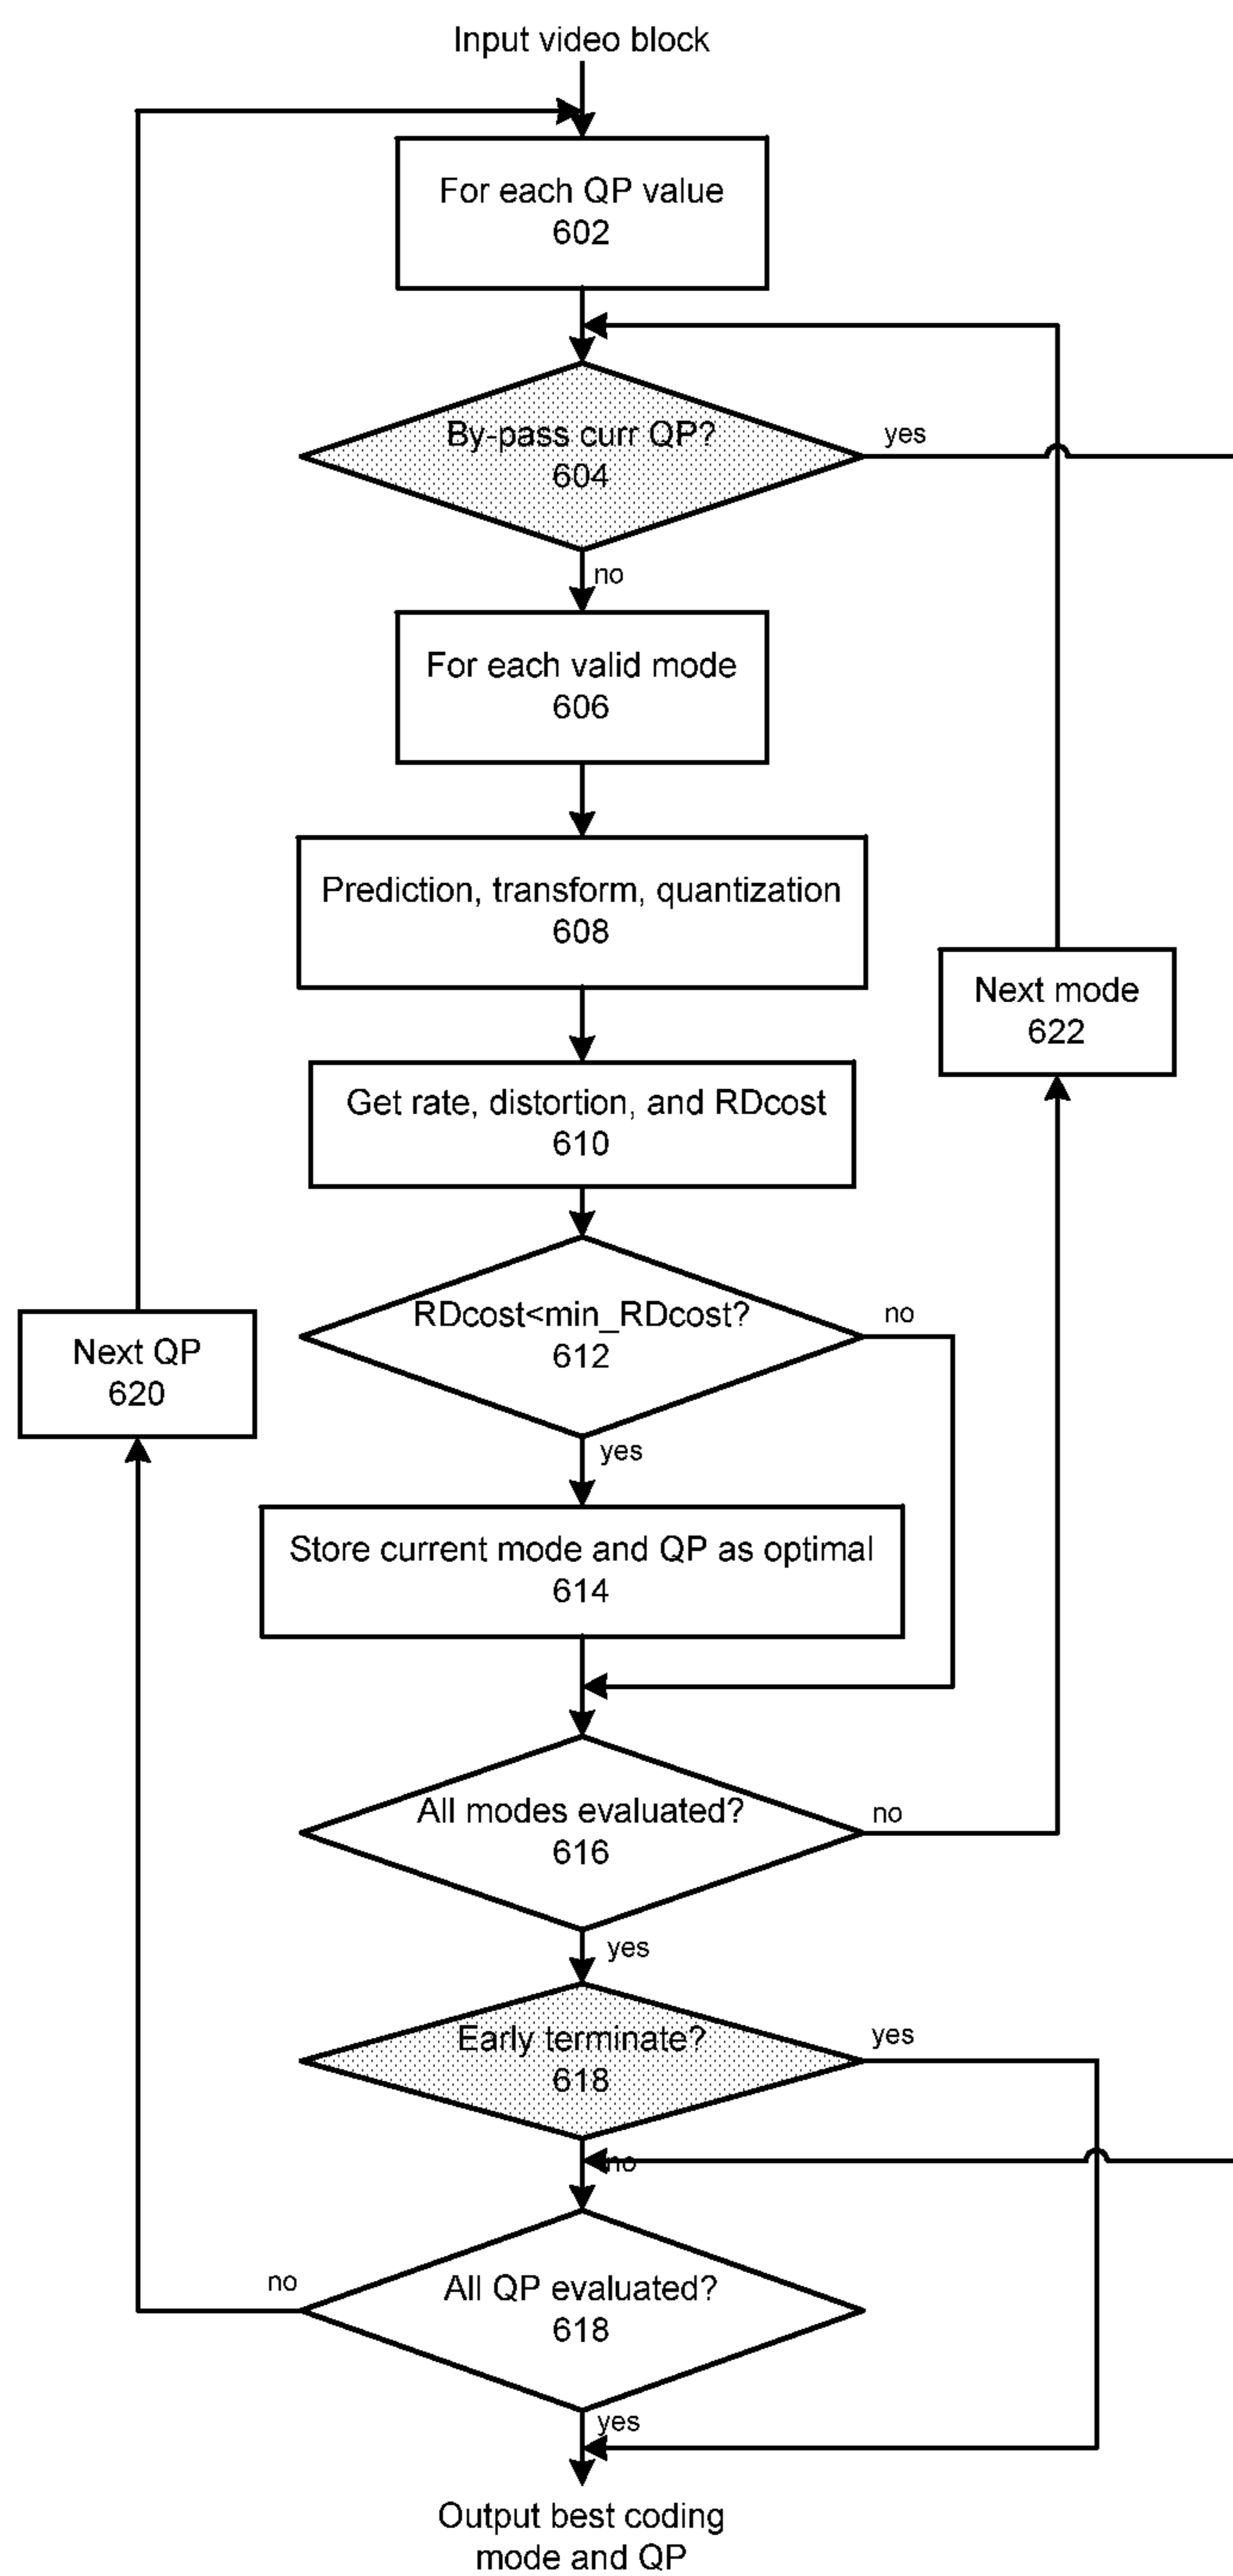 Input video block
For each QP value
602
By-pass curr QP?
604
yes
no
For each valid mode
606
Prediction, transform, quantization
608
Next mode
622
Get rate, distortion, and RDcost
610
RDcost<min_RDcost?
612
no
yes
Next QP
620
Store current mode and QP as optimal
614
All modes evaluated?
616
no
yes
Early terminate?
618
yes
no
All QP evaluated?
618
no
yes
Output best coding
mode and QP